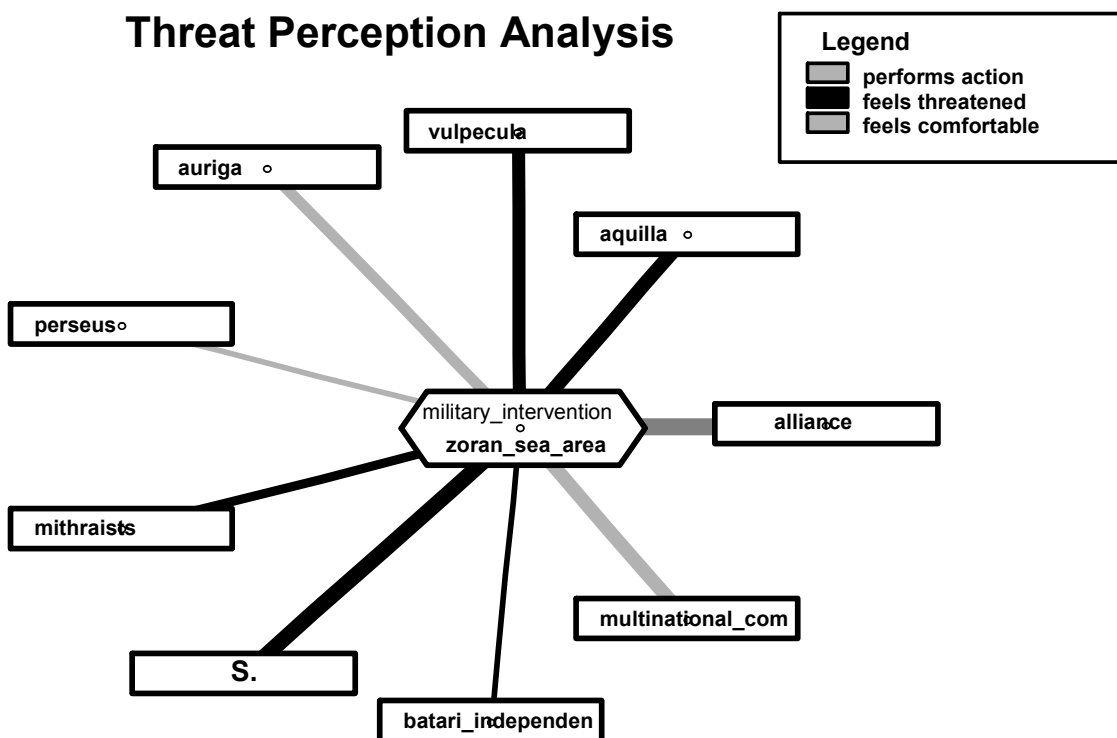 Threat Perception Analysis
Legend
performs action
feels threatened
feels comfortable
vulpecula
auriga
aquilla
perseus
military_intervention
zoran_sea_area
alliance
mithraists
multinational_com
S.
batari_independen